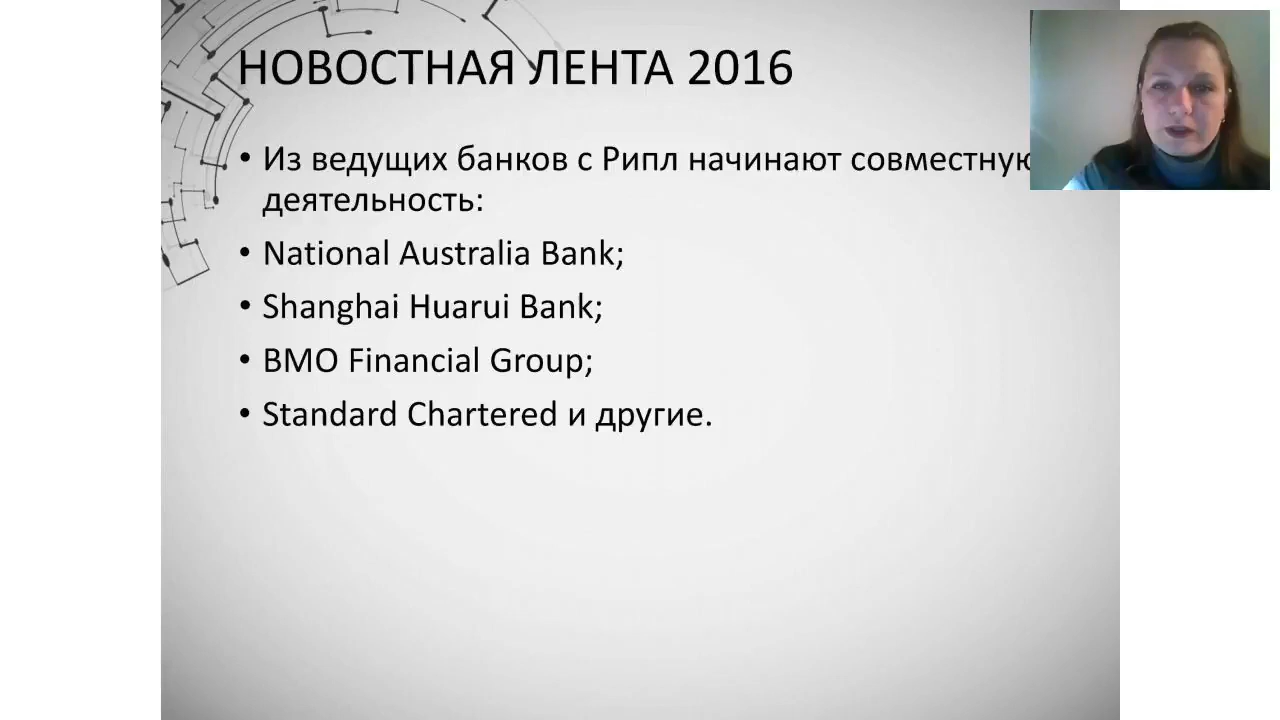 НОВОСТНАЯ ЛЕНТА 2016
• Из ведущих банков с Рипл начинают совместную
деятельность:
• National Australia Bank;
• Shanghai Huarui Bank;
• BMO Financial Group;
• Standard Chartered и другие.